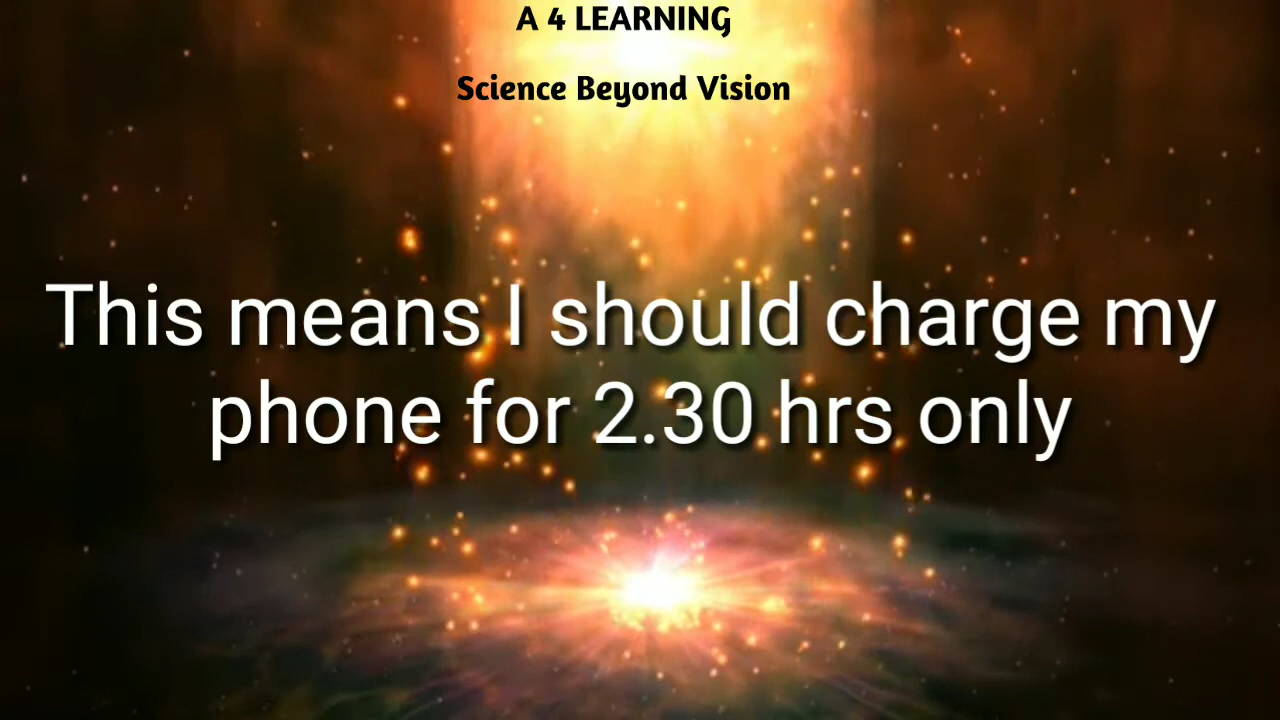 A 4 LEARNING
Science Beyond Vision
This means I should charge my
phone for 2.30 hrs only